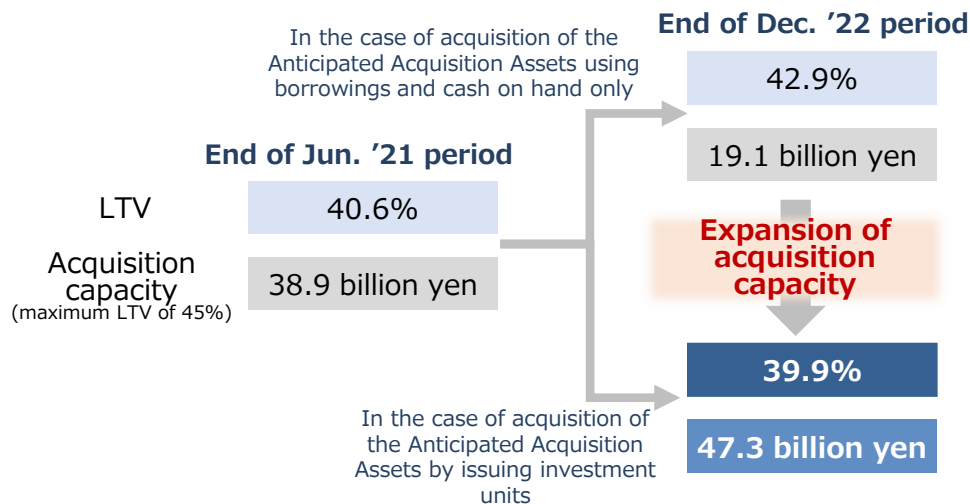 In the case of acquisition of the
Anticipated Acquisition Assets using
borrowings and cash on hand only
End of Dec. ’22 period
42.9%
19.1 billion yen
End of Jun. ’21 period
LTV
40.6%
Acquisition
capacity
(maximum LTV of 45%)
38.9 billion yen
Expansion of
acquisition
capacity
39.9%
47.3 billion yen
In the case of acquisition of
the Anticipated Acquisition
Assets by issuing investment
units